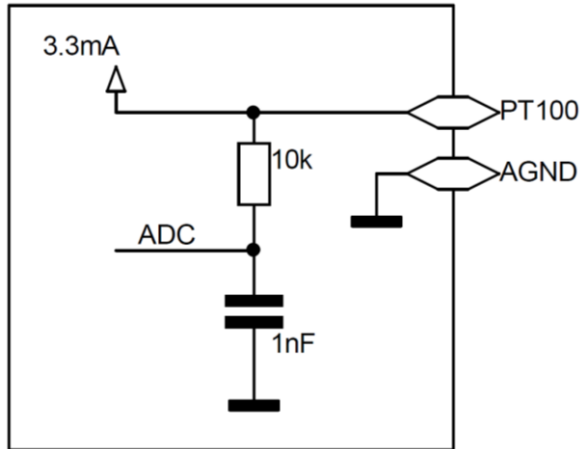 3.3mA
PT100
10k
AGND
ADC
1nF